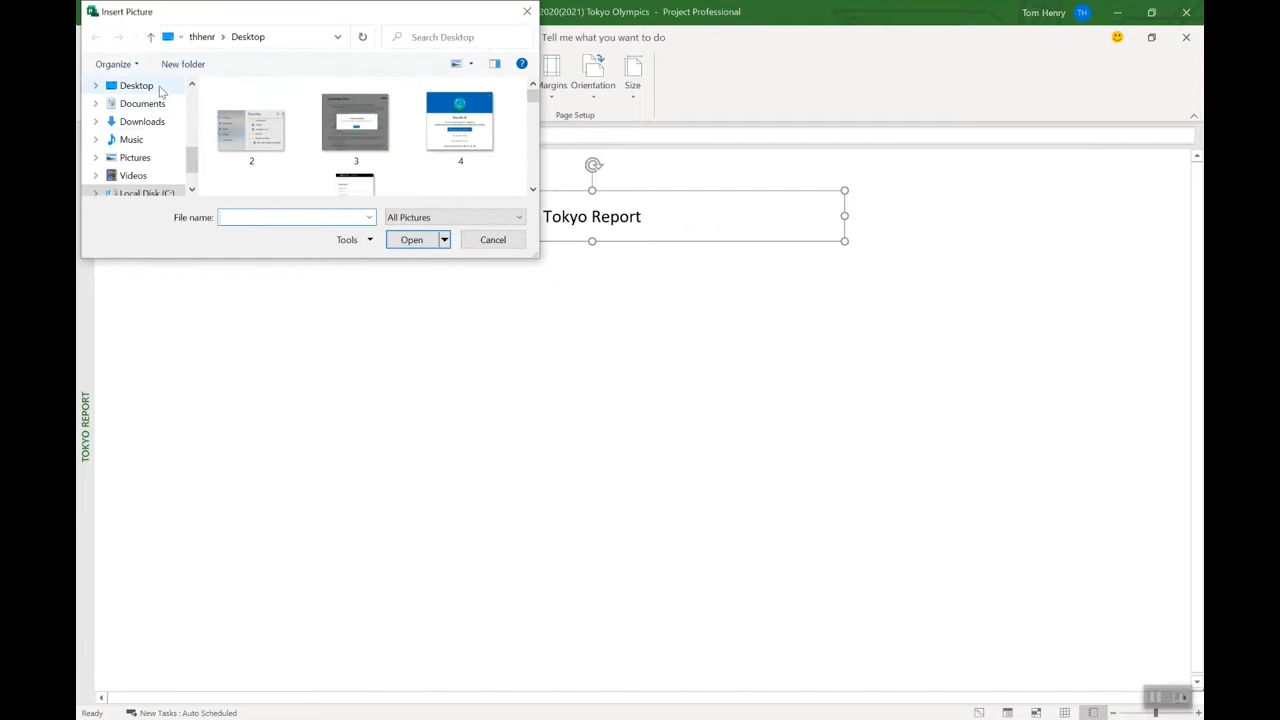 Insert Picture
2020(2021) Tokyo Olympics - Project Professional
Tom Henry
TH
« thhenr > Desktop
Search Desktop
Tell me what you want to do
Organize
New folder
Desktop
Documents
Downloads
Music
Pictures
Videos
Local Disk (C:)
2
3
4
Margins
Orientation
Size
Page Setup
File name:
All Pictures
Tools
Open
Cancel
Tokyo Report
TOKYO REPORT
Ready
New Tasks : Auto Scheduled